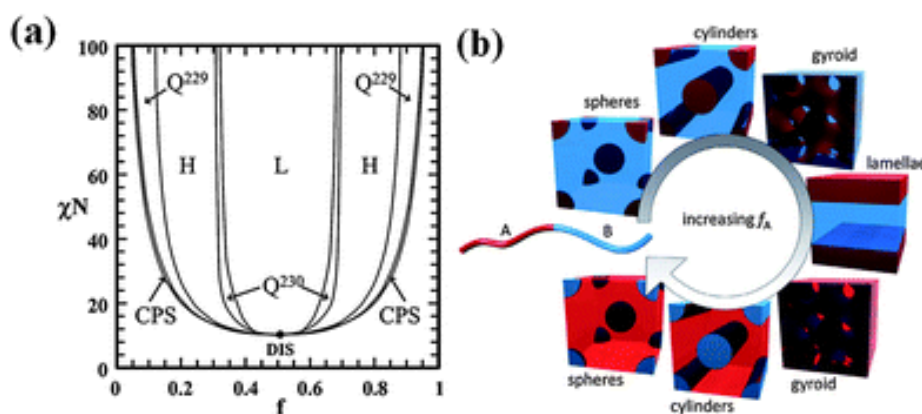 (a)
100
80
60
40
20
0
χN
0
0.2
0.4
0.6
0.8
1
f
Q229
Q229
H
L
H
Q230
CPS
CPS
DIS
(b)
cylinders
gyroid
spheres
lamellae
A
B
increasing fA
spheres
cylinders
gyroid